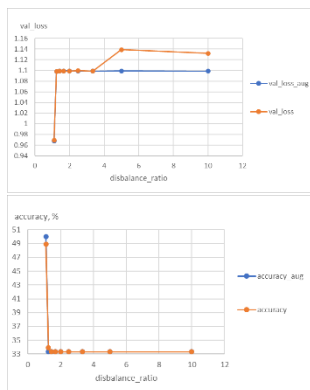 val_loss
1.16
1.14
1.12
1.1
1.08
1.06
1.04
1.02
1
0.98
0.96
0.94
0 2 4 6 8 10 12
disbalance_ratio
val_loss_aug
val_loss
accuracy, %
51
49
47
45
43
41
39
37
35
33
0 2 4 6 8 10 12
disbalance_ratio
accuracy_aug
accuracy